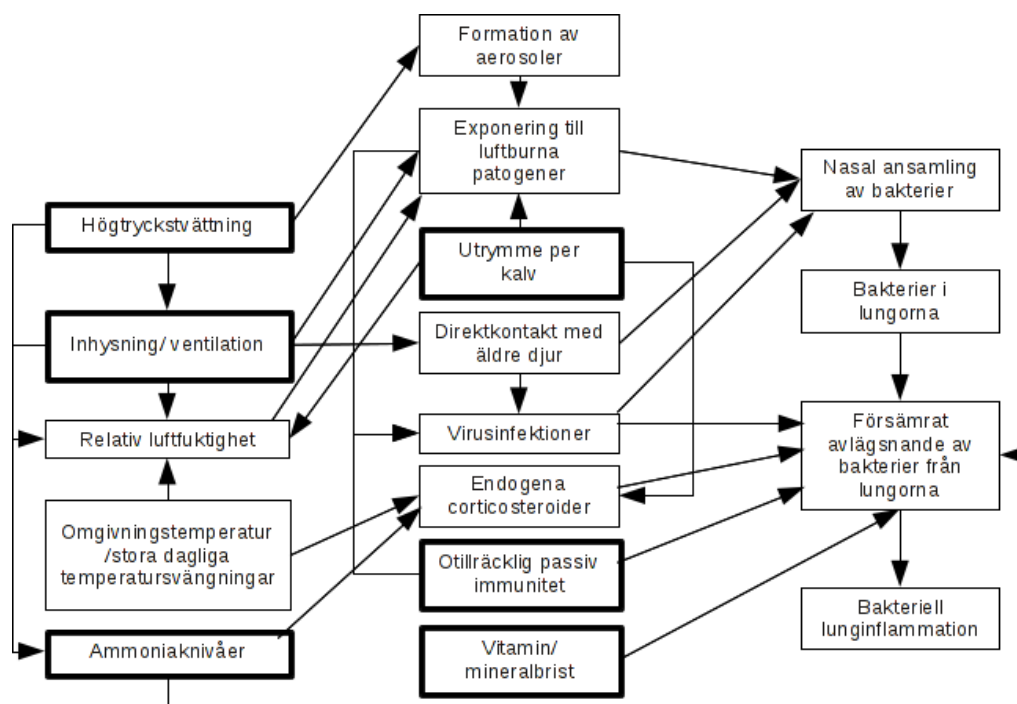 Formation av
aerosoler
Exponering till
luftburna
patogener
Nasal ansamling
av bakterier
Högtryckstvättning
Utrymme per
kalv
Bakterier i
lungorna
Inhysning/ventilation
Direktkontakt med
äldre djur
Relativ luftfuktighet
Virusinfektioner
Försämrat
avlägsnande av
bakterier från
lungorna
Endogena
corticosteroider
Omgivningstemperatur
/stora dagliga
temperatursvängningar
Otillräcklig passiv
immunitet
Bakteriell
lunginflammation
Ammoniaknivåer
Vitamin/
mineralbrist